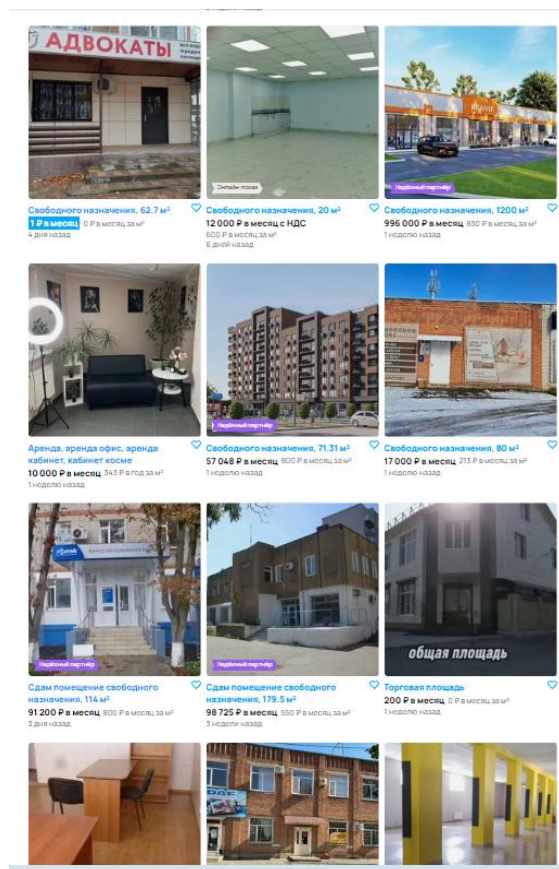 АДВОКАТЫ
Онлайн-показ
BRAND
Надёжный партнёр
Свободного назначения, 62.7 м²
1 ₽ в месяц 0 ₽ в месяц за м²
4 дня назад
Свободного назначения, 20 м²
12 000 ₽ в месяц с НДС
600 ₽ в месяц за м²
6 дней назад
Свободного назначения, 1200 м²
996 000 ₽ в месяц 830 ₽ в месяц за м²
1 неделю назад
Надёжный партнёр
Аренда, аренда офис, аренда
кабинет, кабинет косме
10 000 ₽ в месяц 343 ₽ в год за м²
1 неделю назад
Свободного назначения, 71.31 м²
57 048 ₽ в месяц 800 ₽ в месяц за м²
1 неделю назад
Свободного назначения, 80 м²
17 000 ₽ в месяц 213 ₽ в месяц за м²
1 неделю назад
Надёжный партнёр
Надёжный партнёр
общая площадь
Сдам помещение свободного
назначения, 114 м²
91 200 ₽ в месяц 800 ₽ в месяц за м²
3 дня назад
Сдам помещение свободного
назначения, 179.5 м²
98 725 ₽ в месяц 550 ₽ в месяц за м²
3 недели назад
Торговая площадь
200 ₽ в месяц 0 ₽ в месяц за м²
1 неделю назад